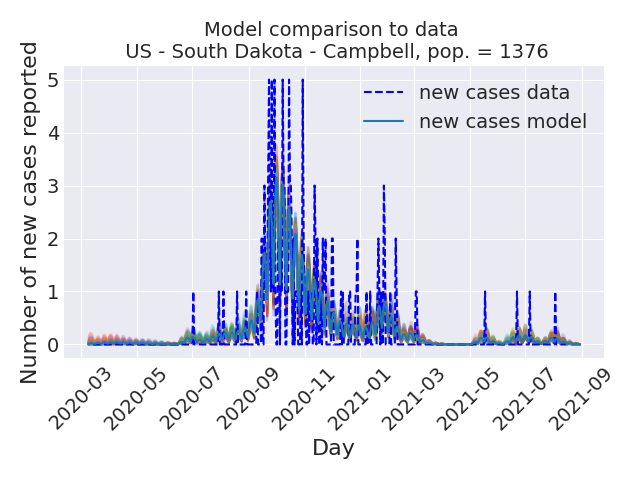 Model comparison to data
US - South Dakota - Campbell, pop. = 1376
Number of new cases reported
5
4
3
2
1
0
new cases data
new cases model
2020-03
2020-05
2020-07
2020-09
2020-11
2021-01
2021-03
2021-05
2021-07
2021-09
Day